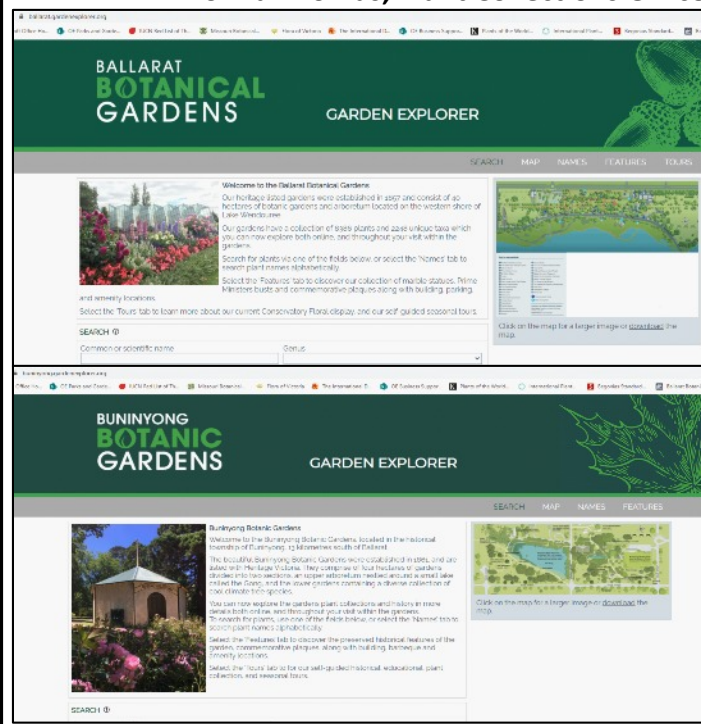 ballarat.gardenexplorer.org
BALLARAT
BOTANICAL
GARDENS
GARDEN EXPLORER
SEARCH MAP NAMES FEATURES TOURS
Welcome to the Ballarat Botanical Gardens
Our heritage listed gardens were established in 1857 and consist of 40
hectares of botanic gardens and arboretum located on the western shore of
Lake Wendouree.
Our gardens have a collection of plants and unique taxa which
you can now explore both online, and throughout your visit within the
gardens.
Search for plants via one of the fields below, or select the 'Names' tab to
search plant names alphabetically.
Select the 'Features' tab to discover our collection of marble statues, Prime
Ministers busts and commemorative plaques along with building, parking,
and amenity locations.
Select the 'Tours' tab to learn more about our current Conservatory Floral display, and our self-guided seasonal tours.
Click on the map for a larger image or download the
map.
SEARCH
Common or scientific name
Genus
buninyong.gardenexplorer.org
BUNINYONG
BOTANIC
GARDENS
GARDEN EXPLORER
SEARCH MAP NAMES FEATURES
Buninyong Botanic Gardens
Welcome to the Buninyong Botanic Gardens, located in the historical
township of Buninyong, 13 kilometres south of Ballarat.
The beautiful Buninyong Botanic Gardens were established in 1861, and are
listed with Heritage Victoria. They comprise of four hectares of gardens
divided into two sections, an upper arboretum nestled around a small lake
called the Gong, and the lower gardens containing a diverse collection of
cool climate tree species.
You can now explore the gardens plant collections and history in more
details both online, and throughout your visit within the gardens.
To search for plants, use one of the fields below, or select the 'Names' tab to
search plant names alphabetically.
Select the 'Features' tab to discover the preserved historical features of the
garden, commemorative plaques, along with building, barbeque and
amenity locations.
Select the 'Tours' tab to for our self-guided historical, educational, plant
collection, and seasonal tours.
Click on the map for a larger image or download the
map.
SEARCH